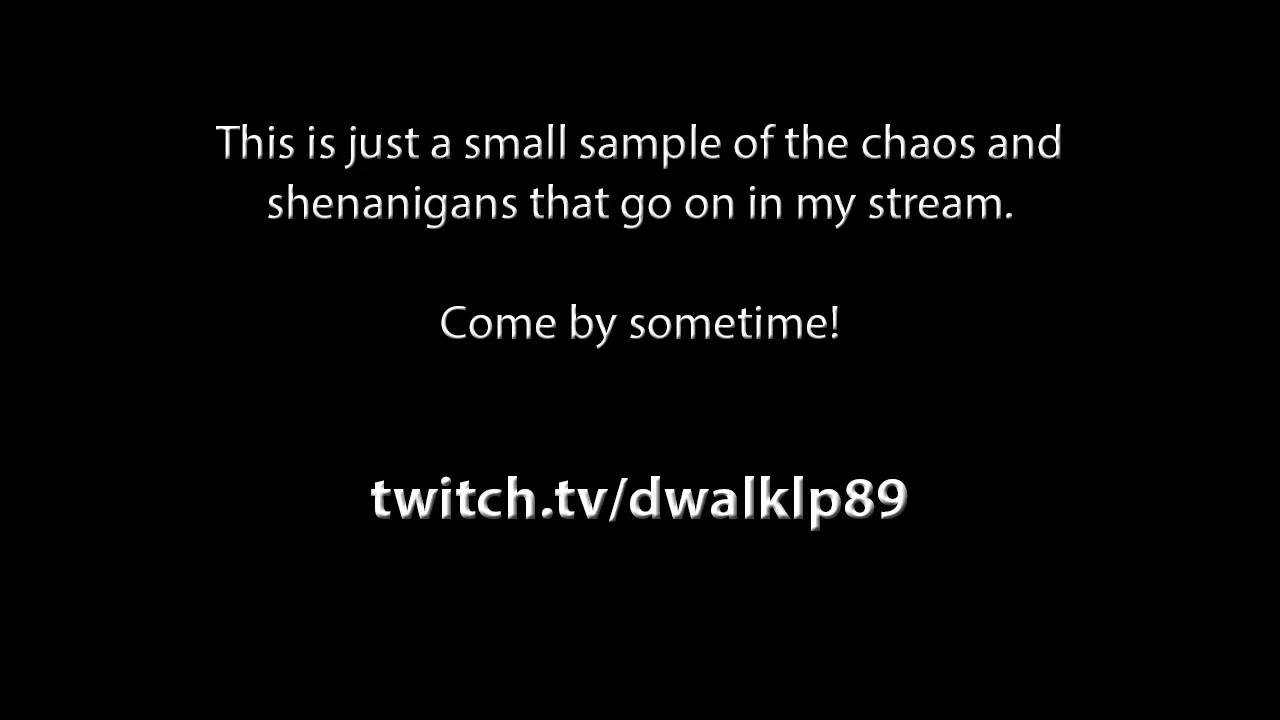 This is just a small sample of the chaos and
shenanigans that go on in my stream.
Come by sometime!
twitch.tv/dwalklp89